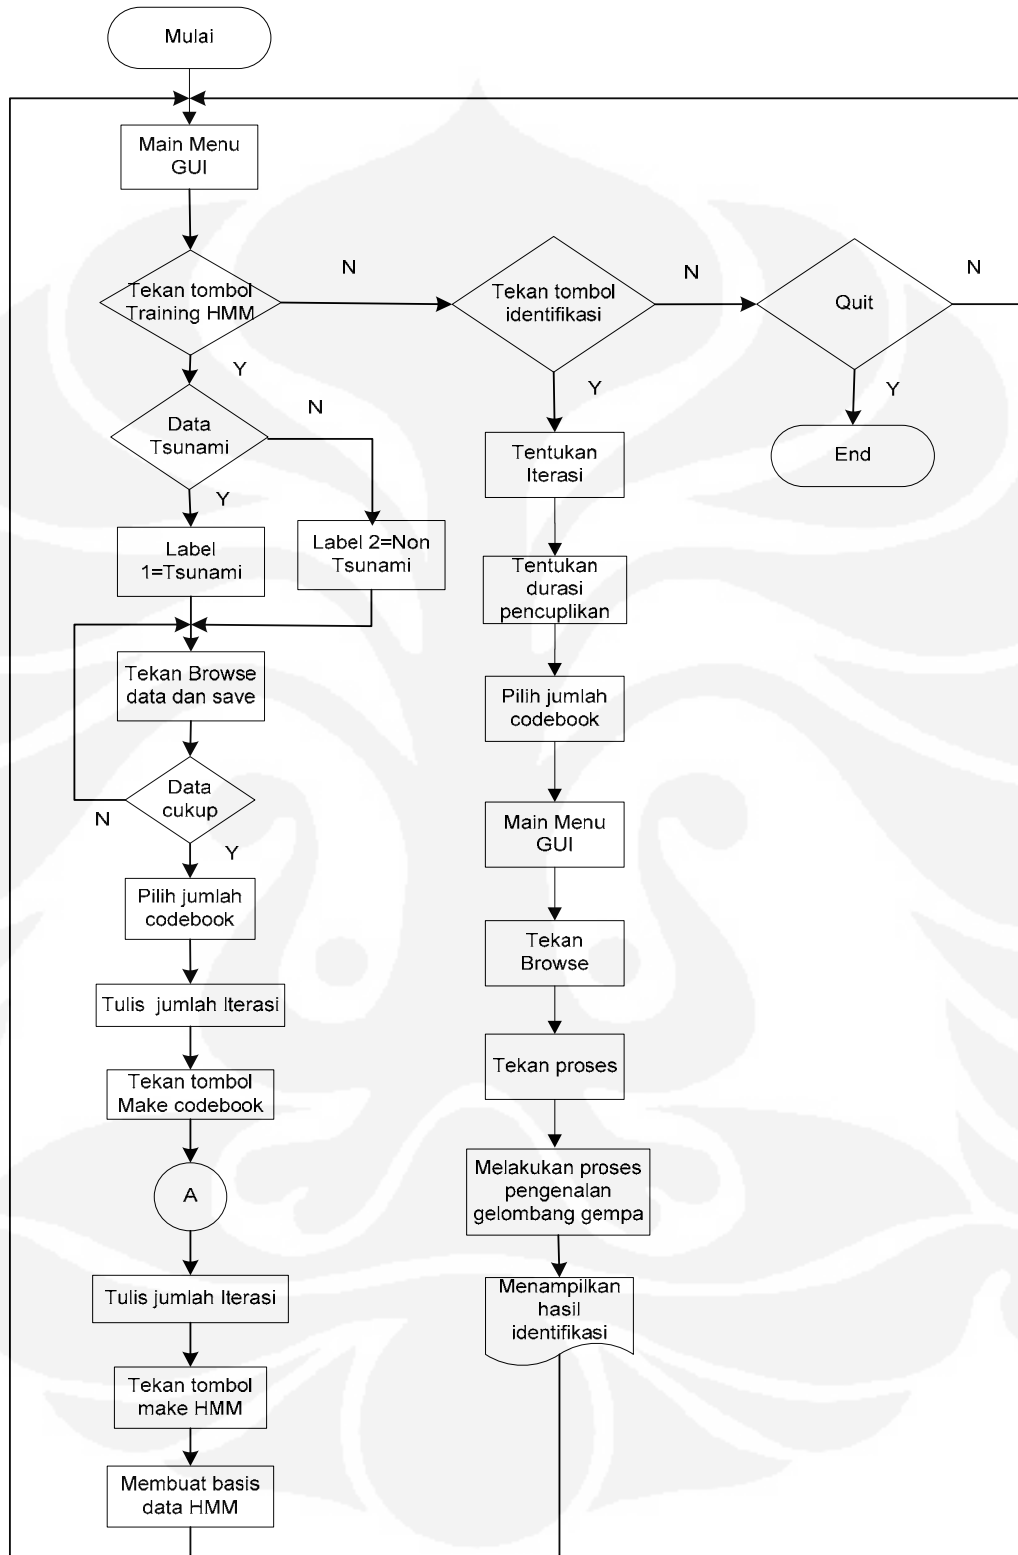 Mulai
Main Menu
GUI
Tekan tombol
Training HMM
N
Tekan tombol
identifikasi
N
Quit
N
Y
Data
Tsunami
N
Y
Label
1=Tsunami
Label 2=Non
Tsunami
Tekan Browse
data dan save
Data
cukup
N
Y
Pilih jumlah
codebook
Tulis jumlah Iterasi
Tekan tombol
Make codebook
A
Tulis jumlah Iterasi
Tekan tombol
make HMM
Membuat basis
data HMM
Y
Tentukan
Iterasi
Tentukan
durasi
pencuplikan
Pilih jumlah
codebook
Main Menu
GUI
Tekan
Browse
Tekan proses
Melakukan proses
pengenalan
gelombang gempa
Menampilkan
hasil
identifikasi
Y
End